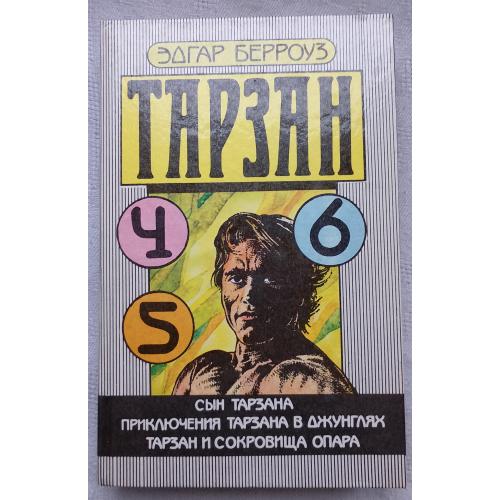 ЭДГАР БЕРРОУЗ
ТАРЗАН
4
6
5
СЫН ТАРЗАНА
ПРИКЛЮЧЕНИЯ ТАРЗАНА В ДЖУНГЛЯХ
ТАРЗАН И СОКРОВИЩА ОПАРА